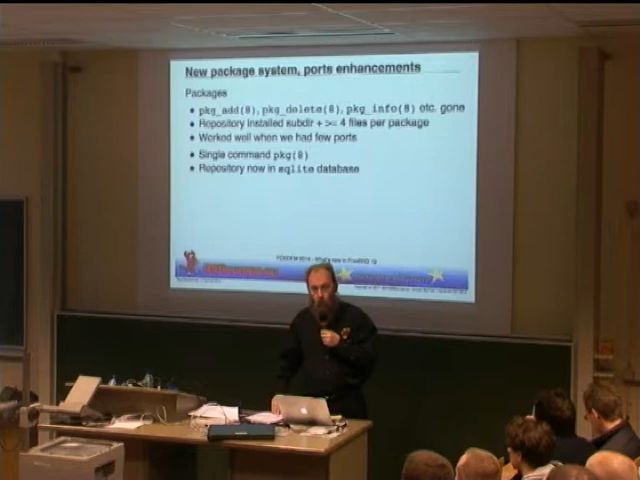 New package system, ports enhancements
Packages
• pkg_add(8), pkg_delete(8), pkg_info(8) etc. gone
• Repository installed subdir + >= 4 files per package
• Worked well when we had few ports
• Single command pkg(8)
• Repository now in sqlite database
FOSDEM 2014 - What's new in FreeBSD 10